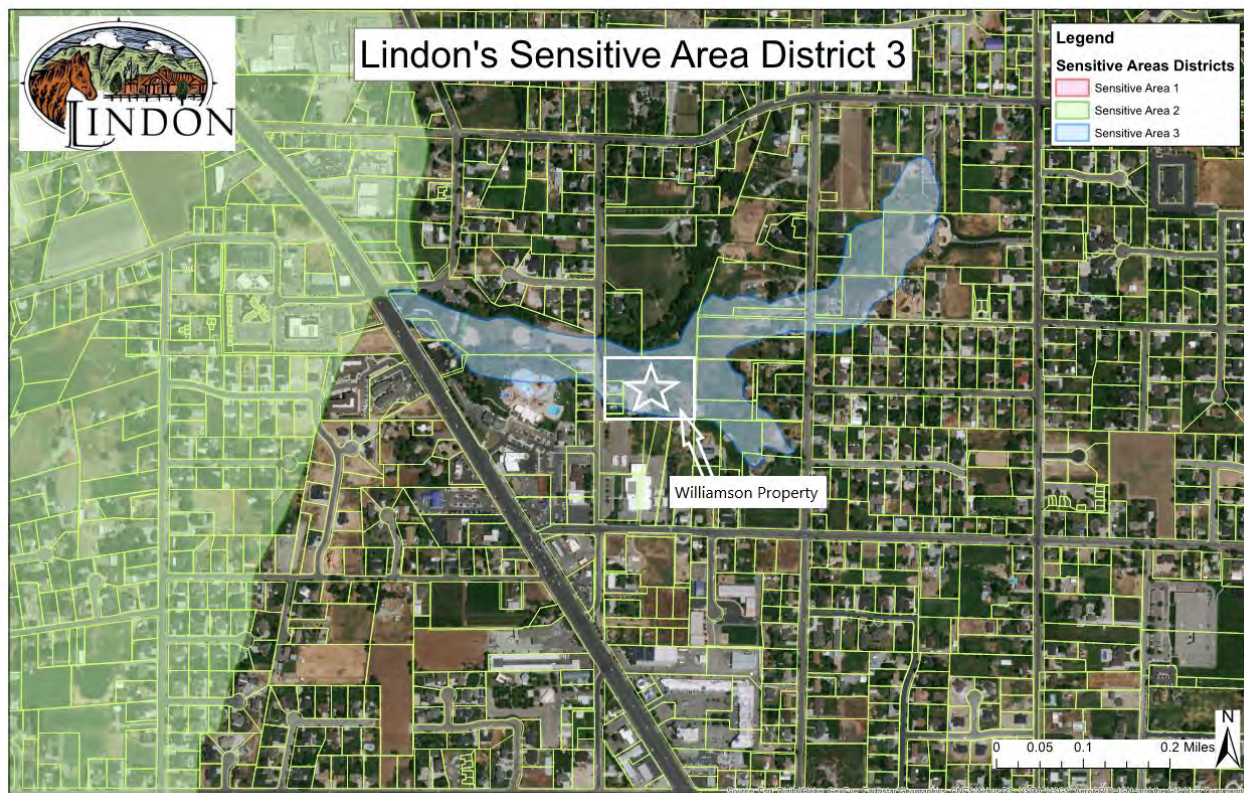 LINDON
Lindon's Sensitive Area District 3
Legend
Sensitive Areas Districts
Sensitive Area 1
Sensitive Area 2
Sensitive Area 3
Williamson Property
N
0 0.05 0.1 0.2 Miles